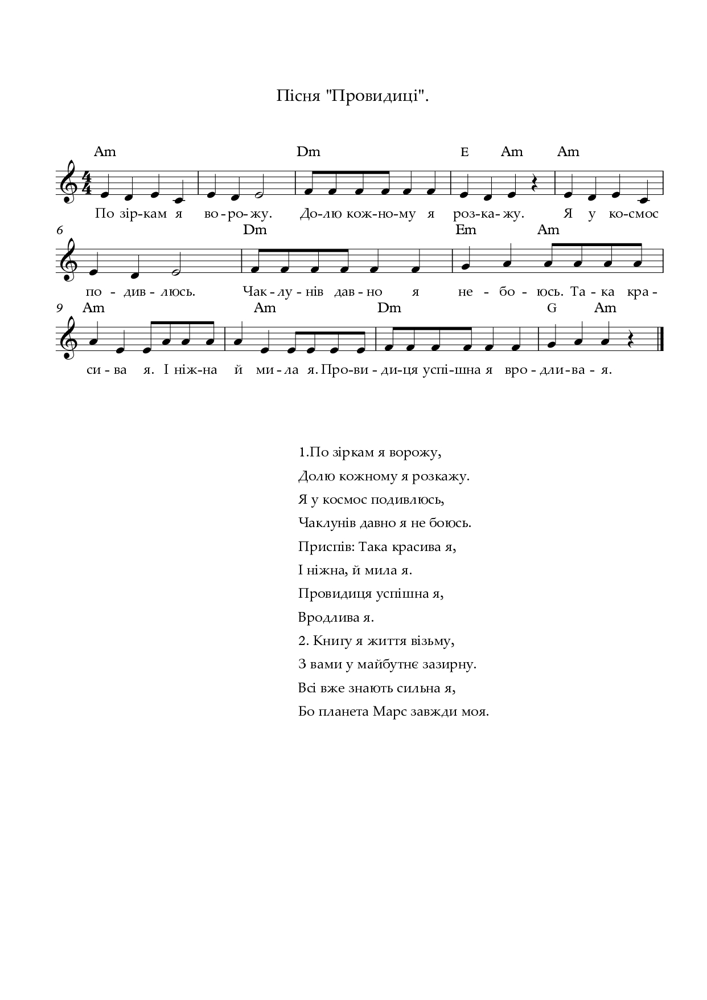 Пісня "Провидиці".
Am Dm E Am Am
По зір-кам я во-ро-жу. До-лю кож-но-му я роз-ка-жу. Я у ко-смос
6 Dm Em Am
по - див - люсь. Чак - лу - нів дав - но я не - бо - юсь. Та - ка кра -
9 Am Am Dm G Am
си - ва я. І ніж-на й ми - ла я. Про-ви - ди-ця успі-шна я вро - дли-ва - я.
1.По зіркам я ворожу,
Долю кожному я розкажу.
Я у космос подивлюсь,
Чаклунів давно я не боюсь.
Приспів: Така красива я,
І ніжна, й мила я.
Провидиця успішна я,
Вродлива я.
2. Книгу я життя візьму,
З вами у майбутнє зазирну.
Всі вже знають сильна я,
Бо планета Марс завжди моя.